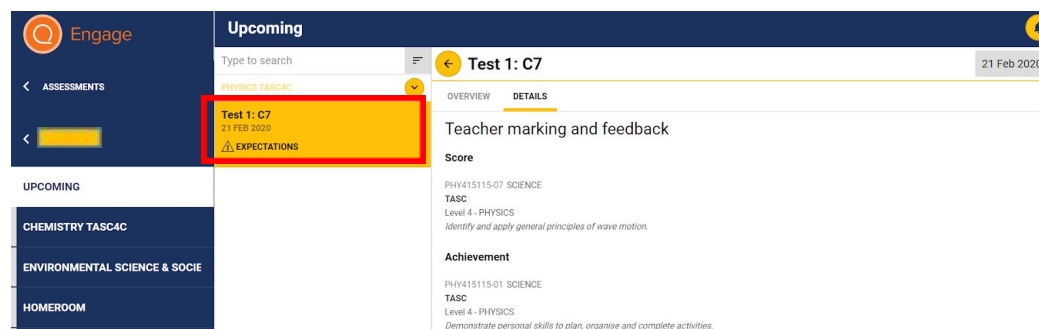 Engage
ASSESSMENTS
UPCOMING
CHEMISTRY TASC4C
ENVIRONMENTAL SCIENCE & SOCIE
HOMEROOM
Upcoming
Type to search
PHYSICS TASC4C
Test 1: C7
21 FEB 2020
EXPECTATIONS
Test 1: C7
21 Feb 2020
OVERVIEW DETAILS
Teacher marking and feedback
Score
PHY415115-07 SCIENCE
TASC
Level 4 - PHYSICS
Identify and apply general principles of wave motion.
Achievement
PHY415115-01 SCIENCE
TASC
Level 4 - PHYSICS
Demonstrate personal skills to plan, organise and complete activities.